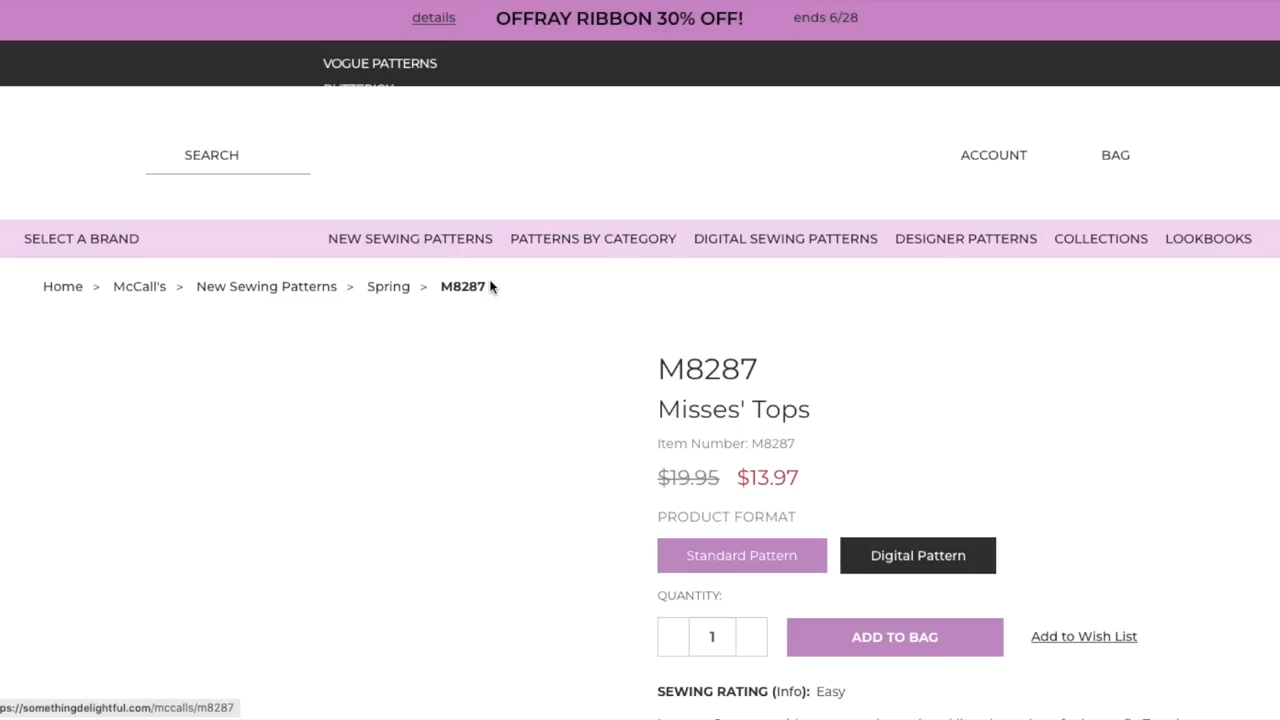 details OFFRAY RIBBON 30% OFF! ends 6/28
VOGUE PATTERNS
SEARCH
ACCOUNT BAG
SELECT A BRAND NEW SEWING PATTERNS PATTERNS BY CATEGORY DIGITAL SEWING PATTERNS DESIGNER PATTERNS COLLECTIONS LOOKBOOKS
Home > McCall's > New Sewing Patterns > Spring > M8287
M8287
Misses' Tops
Item Number: M8287
$19.95 $13.97
PRODUCT FORMAT
Standard Pattern Digital Pattern
QUANTITY:
1 ADD TO BAG Add to Wish List
SEWING RATING (Info): Easy
ps://somethingdelightful.com/mccalls/m8287